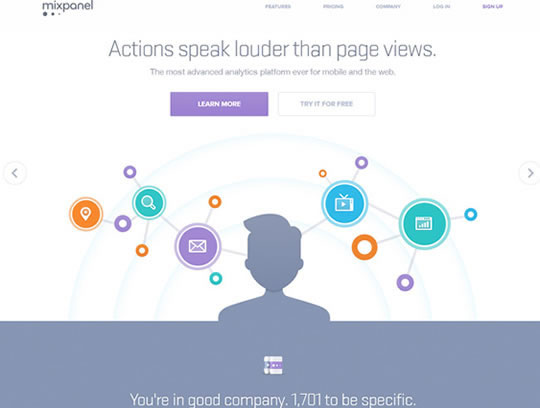 mixpanel
FEATURES PRICING COMPANY LOG IN SIGN UP
Actions speak louder than page views.
The most advanced analytics platform ever for mobile and the web.
LEARN MORE TRY IT FOR FREE
You're in good company. 1,701 to be specific.